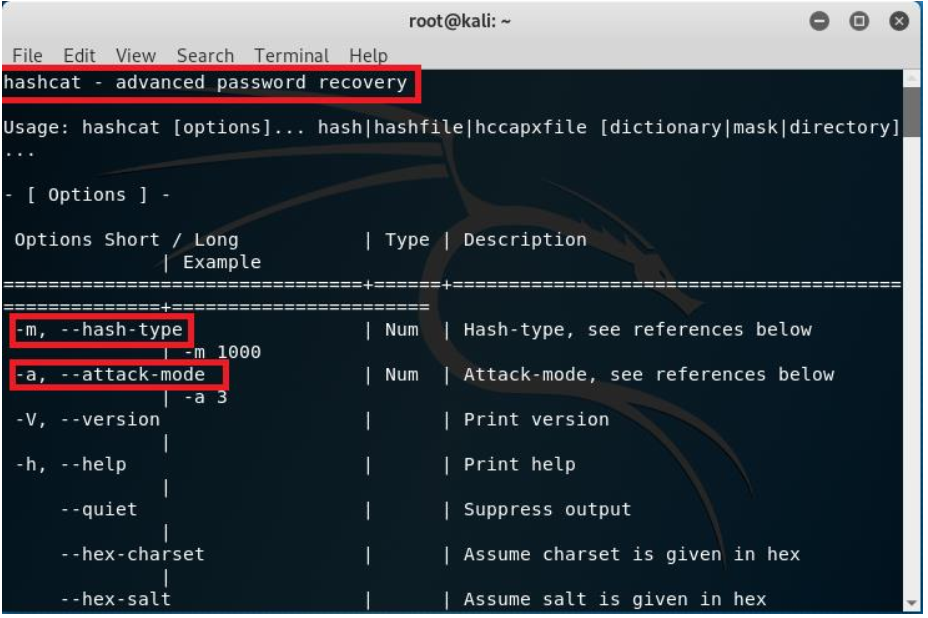 root@kali: ~
File Edit View Search Terminal Help
hashcat - advanced password recovery
Usage: hashcat [options]... hash|hashfile|hccapxfile [dictionary|mask|directory]
...
- [ Options ] -
Options Short / Long | Type | Description
| Example
================================+======+========================================
==============+=======================
-m, --hash-type | Num | Hash-type, see references below
| -m 1000
-a, --attack-mode | Num | Attack-mode, see references below
| -a 3
-V, --version | | Print version
|
-h, --help | | Print help
|
--quiet | | Suppress output
|
--hex-charset | | Assume charset is given in hex
|
--hex-salt | | Assume salt is given in hex